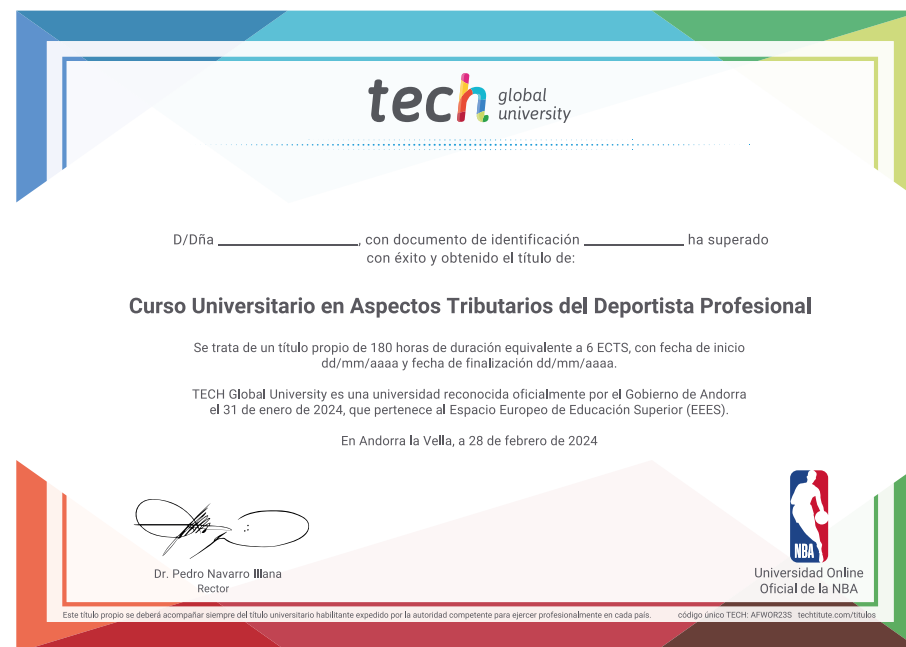 tech global university
D/Dña ____________________, con documento de identificación ______________ ha superado
con éxito y obtenido el título de:
Curso Universitario en Aspectos Tributarios del Deportista Profesional
Se trata de un título propio de 180 horas de duración equivalente a 6 ECTS, con fecha de inicio
dd/mm/aaaa y fecha de finalización dd/mm/aaaa.
TECH Global University es una universidad reconocida oficialmente por el Gobierno de Andorra
el 31 de enero de 2024, que pertenece al Espacio Europeo de Educación Superior (EEES).
En Andorra la Vella, a 28 de febrero de 2024
Dr. Pedro Navarro Illana
Rector
NBA
Universidad Online
Oficial de la NBA
Este título propio se deberá acompañar siempre del título universitario habilitante expedido por la autoridad competente para ejercer profesionalmente en cada país.
código único TECH: AFWOR23S techtitute.com/titulos